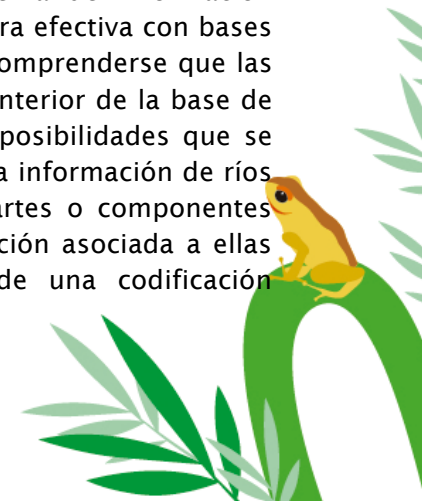 ra efectiva con bases
omprenderse que las
nterior de la base de
posibilidades que se
a información de ríos
artes o componentes
ción asociada a ellas
de una codificación